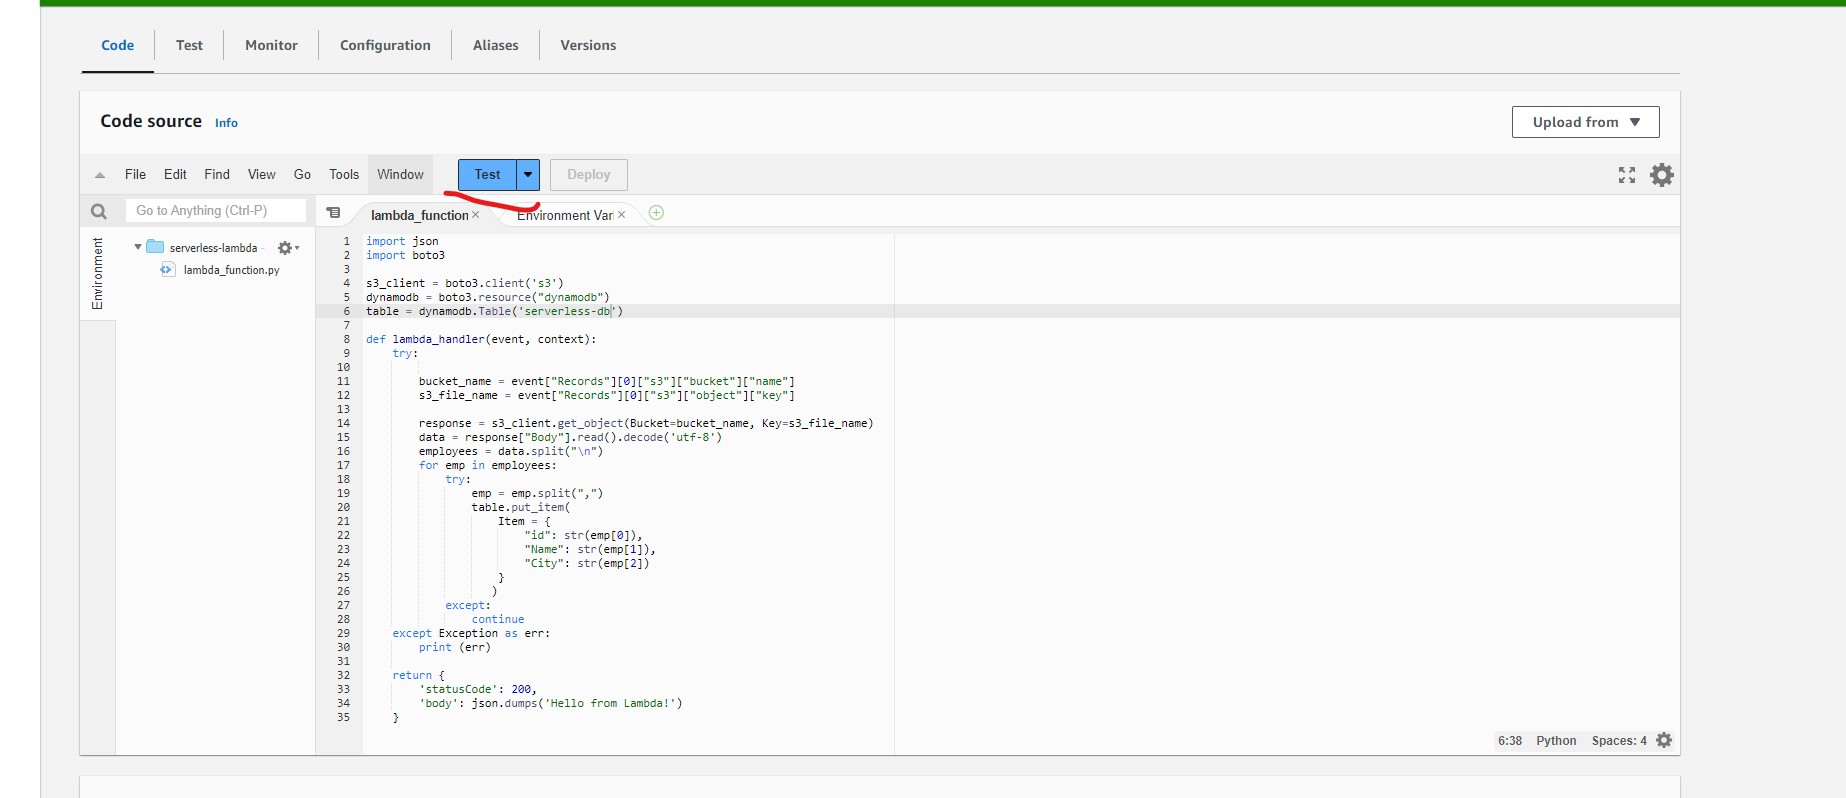 Code Test Monitor Configuration Aliases Versions
Code source Info
Upload from
File Edit Find View Go Tools Window Test Deploy
Go to Anything (Ctrl-P)
lambda_function × Environment Vari ×
Environment
serverless-lambda -
lambda_function.py
1 import json
2 import boto3
3
4 s3_client = boto3.client('s3')
5 dynamodb = boto3.resource("dynamodb")
6 table = dynamodb.Table('serverless-db')
7
8 def lambda_handler(event, context):
9     try:
10
11         bucket_name = event["Records"][0]["s3"]["bucket"]["name"]
12         s3_file_name = event["Records"][0]["s3"]["object"]["key"]
13
14         response = s3_client.get_object(Bucket=bucket_name, Key=s3_file_name)
15         data = response["Body"].read().decode('utf-8')
16         employees = data.split("\n")
17         for emp in employees:
18             try:
19                 emp = emp.split(",")
20                 table.put_item(
21                     Item = {
22                         "id": str(emp[0]),
23                         "Name": str(emp[1]),
24                         "City": str(emp[2])
25                     }
26                    )
27             except:
28                 continue
29     except Exception as err:
30         print (err)
31
32     return {
33         'statusCode': 200,
34         'body': json.dumps('Hello from Lambda!')
35     }
6:38 Python Spaces: 4